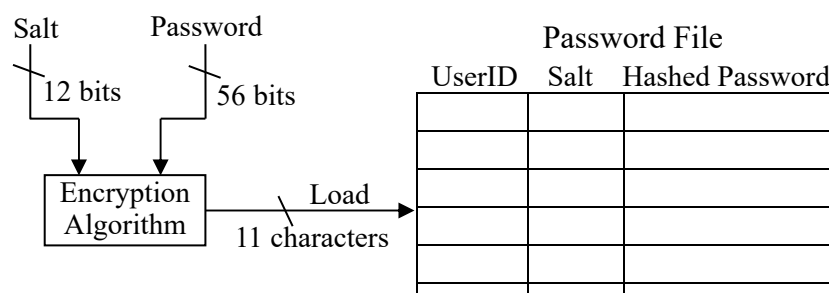 Salt
Password
12 bits
56 bits
Encryption
Algorithm
Load
11 characters
Password File
UserID Salt Hashed Password